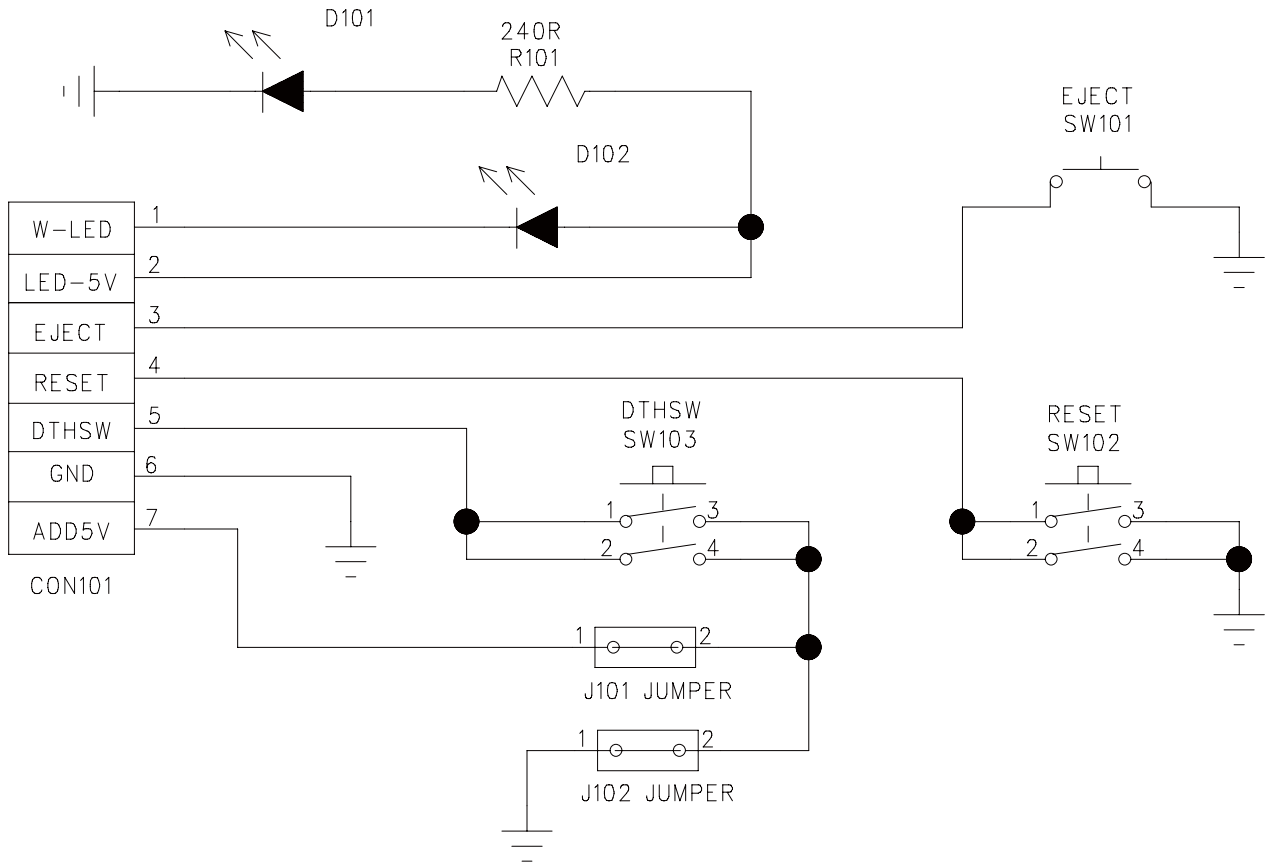 D101
240R
R101
D102
EJECT
SW101
W-LED
1
LED-5V
2
EJECT
3
RESET
4
DTHSW
5
GND
6
ADD5V
7
CON101
DTHSW
SW103
1
3
2
4
RESET
SW102
1
3
2
4
1
2
J101 JUMPER
1
2
J102 JUMPER